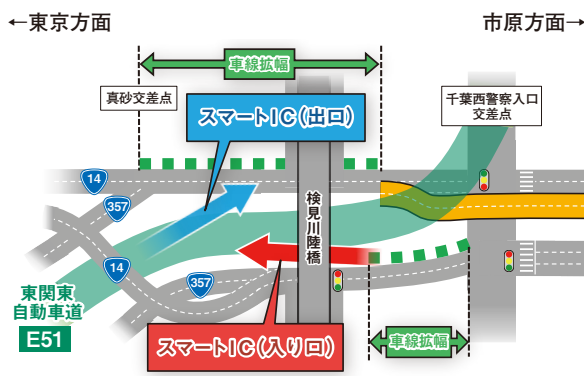 ←東京方面
市原方面→
車線拡幅
真砂交差点
千葉西警察入口
交差点
スマートIC(出口)
14
357
検見川陸橋
14
357
東関東
自動車道
E51
スマートIC(入り口)
車線拡幅